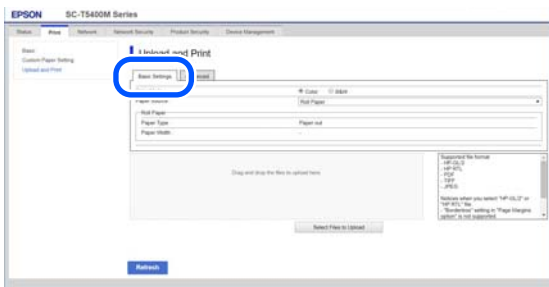 EPSON SC-T5400M Series
Status Print Network Network Security Product Security Device Management
Basic
Custom Paper Setting
Upload and Print
Upload and Print
Basic Settings
Color B&W
Paper Source Roll Paper
Roll Paper
Paper Type Paper out
Paper Width -
Drag and drop the files to upload here.
Supported file format
- HP-GL/2
- HP RTL
- PDF
- TIFF
- JPEG
Notices when you select "HP-GL/2" or
"HP RTL" file
- "Borderless" setting in "Page Margins
option" is not supported.
Select Files to Upload
Refresh